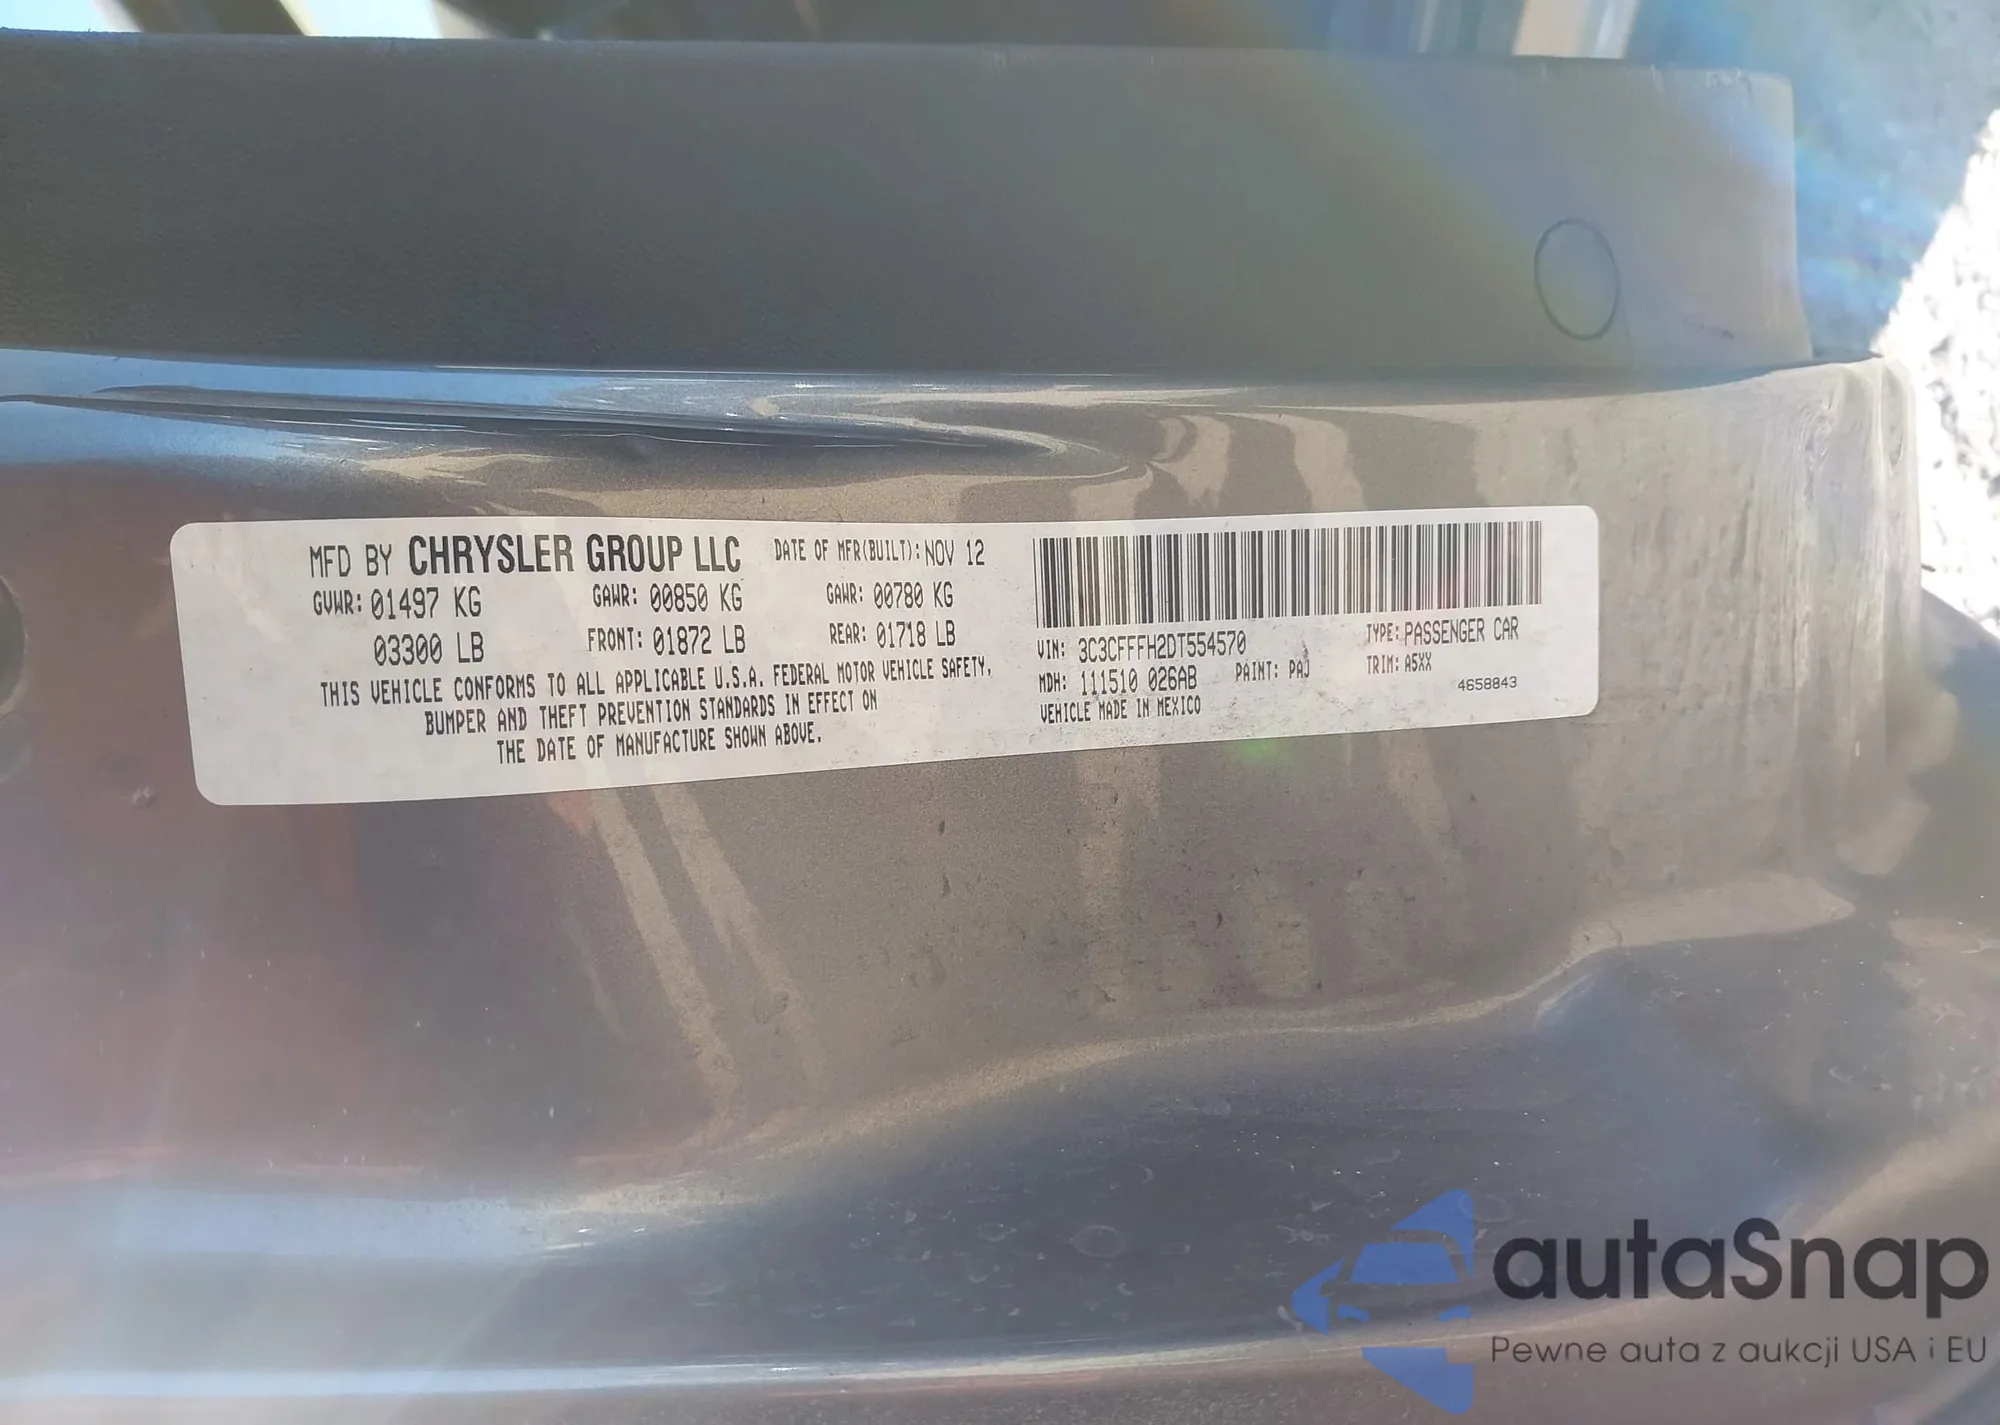 MFD BY CHRYSLER GROUP LLC DATE OF MFR(BUILT): NOV 12
GVWR: 01497 KG GAWR: 00850 KG GAWR: 00780 KG
03300 LB FRONT: 01872 LB REAR: 01718 LB
THIS VEHICLE CONFORMS TO ALL APPLICABLE U.S.A. FEDERAL MOTOR VEHICLE SAFETY,
BUMPER AND THEFT PREVENTION STANDARDS IN EFFECT ON
THE DATE OF MANUFACTURE SHOWN ABOVE.
VIN: 3C3CFFFH2DT554570 TYPE: PASSENGER CAR
MDH: 111510 026AB PAINT: PAJ TRIM: A5XX
VEHICLE MADE IN MEXICO 4658843
autaSnap
Pewne auta z aukcji USA i EU